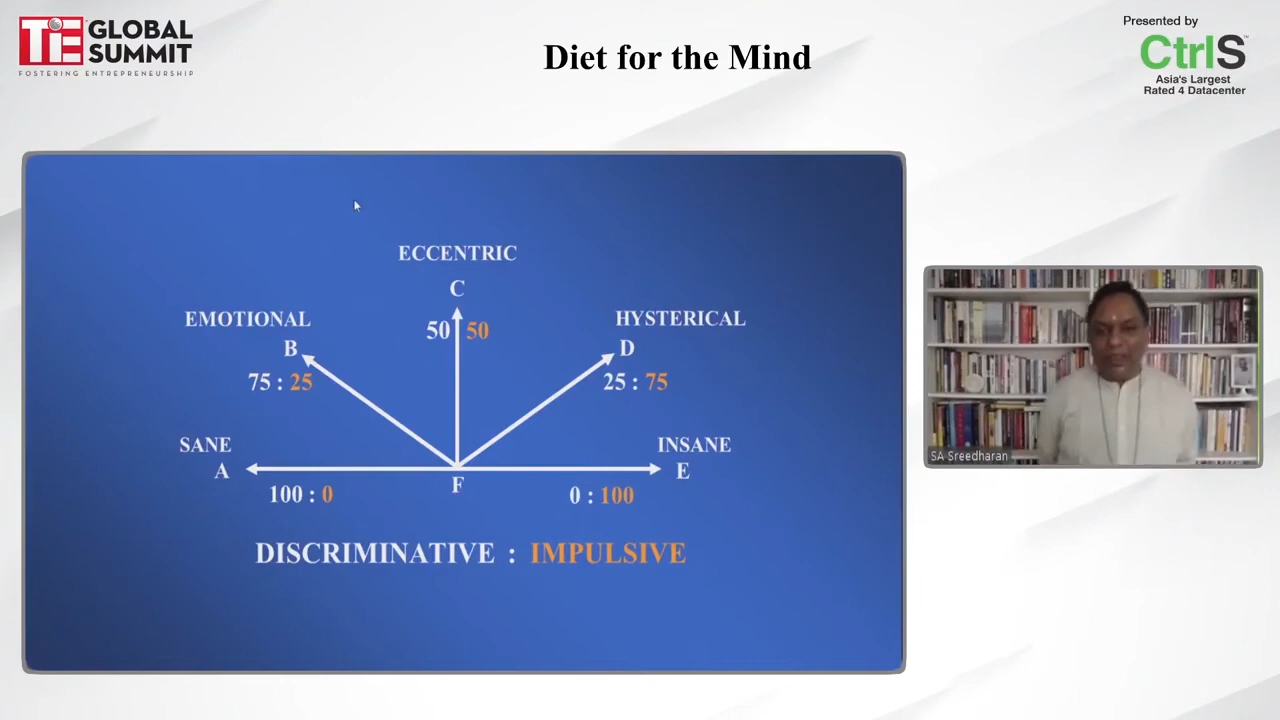 TiE GLOBAL SUMMIT
FOSTERING ENTREPRENEURSHIP
Diet for the Mind
Presented by
CtrlS™
Asia's Largest
Rated 4 Datacenter
ECCENTRIC
C
50 50
EMOTIONAL
B
75 : 25
HYSTERICAL
D
25 : 75
SANE
A
100 : 0
F
INSANE
E
0 : 100
DISCRIMINATIVE : IMPULSIVE
SA Sreedharan